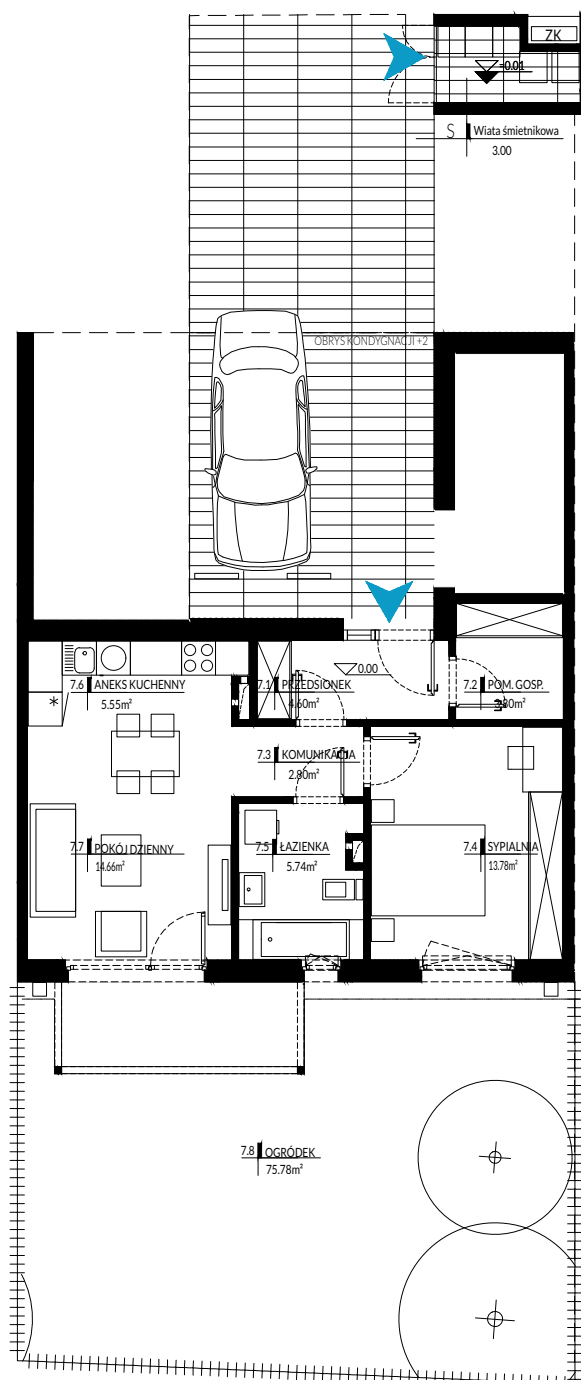 ZK
±0.01
S Wiata śmietnikowa
3.00
OBRYS KONDYGNACJI +2
0.00
7.6 ANEKS KUCHENNY
5.55m²
7.1 PRZEDSIONEK
4.60m²
7.2 POM. GOSP.
7.3 KOMUNIKACJA
2.80m²
7.7 POKÓJ DZIENNY
14.66m²
7.5 ŁAZIENKA
5.74m²
7.4 SYPIALNIA
13.78m²
7.8 OGRÓDEK
75.78m²